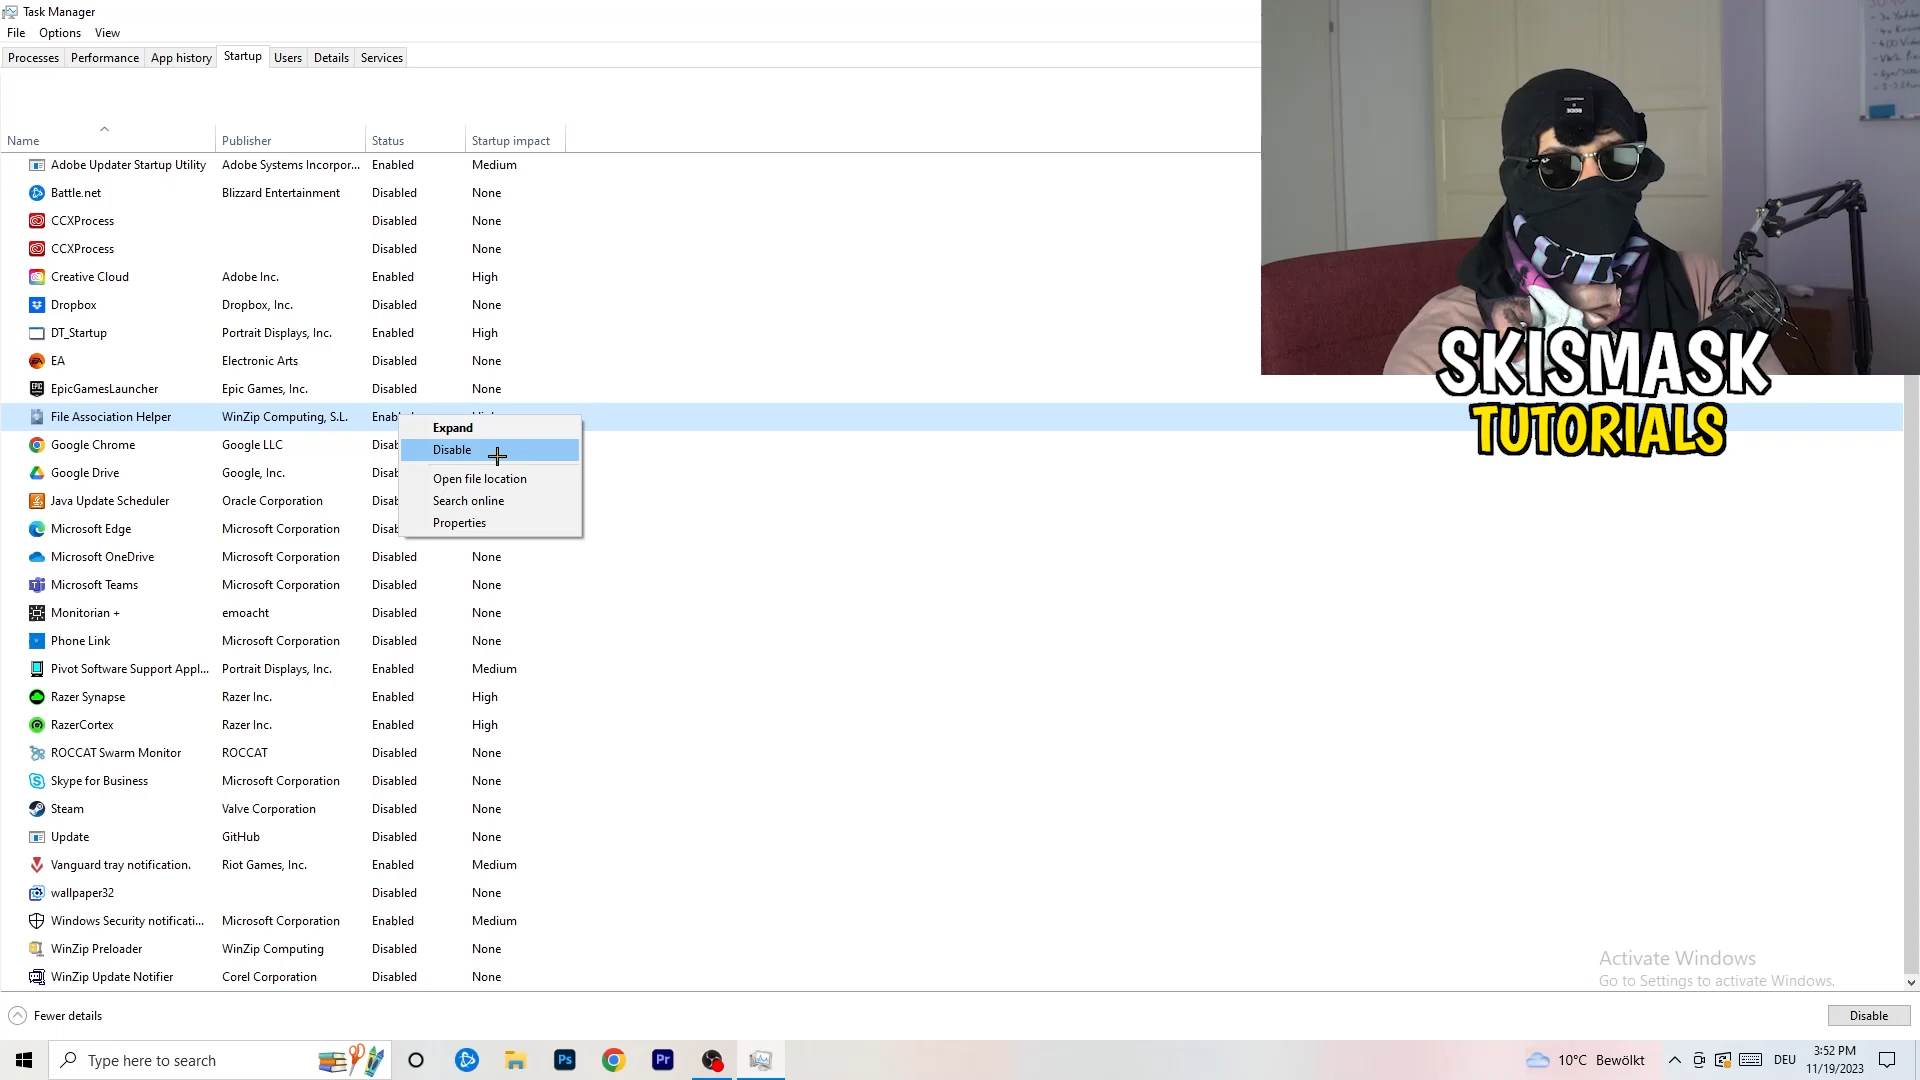 Task Manager
File Options View
Processes Performance App history Startup Users Details Services
Name Publisher Status Startup impact
Adobe Updater Startup Utility Adobe Systems Incorpor... Enabled Medium
Battle.net Blizzard Entertainment Disabled None
CCXProcess Disabled None
CCXProcess Disabled None
Creative Cloud Adobe Inc. Enabled High
Dropbox Dropbox, Inc. Disabled None
DT_Startup Portrait Displays, Inc. Enabled High
EA Electronic Arts Disabled None
EpicGamesLauncher Epic Games, Inc. Disabled None
File Association Helper WinZip Computing, S.L.
Google Chrome Google LLC
Google Drive Google, Inc.
Java Update Scheduler Oracle Corporation
Microsoft Edge Microsoft Corporation
Expand
Disable
Open file location
Search online
Properties
Microsoft OneDrive Microsoft Corporation Disabled None
Microsoft Teams Microsoft Corporation Disabled None
Monitorian + emoacht Disabled None
Phone Link Microsoft Corporation Disabled None
Pivot Software Support Appl... Portrait Displays, Inc. Enabled Medium
Razer Synapse Razer Inc. Enabled High
RazerCortex Razer Inc. Enabled High
ROCCAT Swarm Monitor ROCCAT Disabled None
Skype for Business Microsoft Corporation Disabled None
Steam Valve Corporation Disabled None
Update GitHub Disabled None
Vanguard tray notification. Riot Games, Inc. Enabled Medium
wallpaper32 Disabled None
Windows Security notificati... Microsoft Corporation Enabled Medium
WinZip Preloader WinZip Computing Disabled None
WinZip Update Notifier Corel Corporation Disabled None
SKISMASK
TUTORIALS
Activate Windows
Go to Settings to activate Windows.
Fewer details
Disable
Type here to search
Ps
Pr
10°C Bewölkt
DEU
3:52 PM
11/19/2023